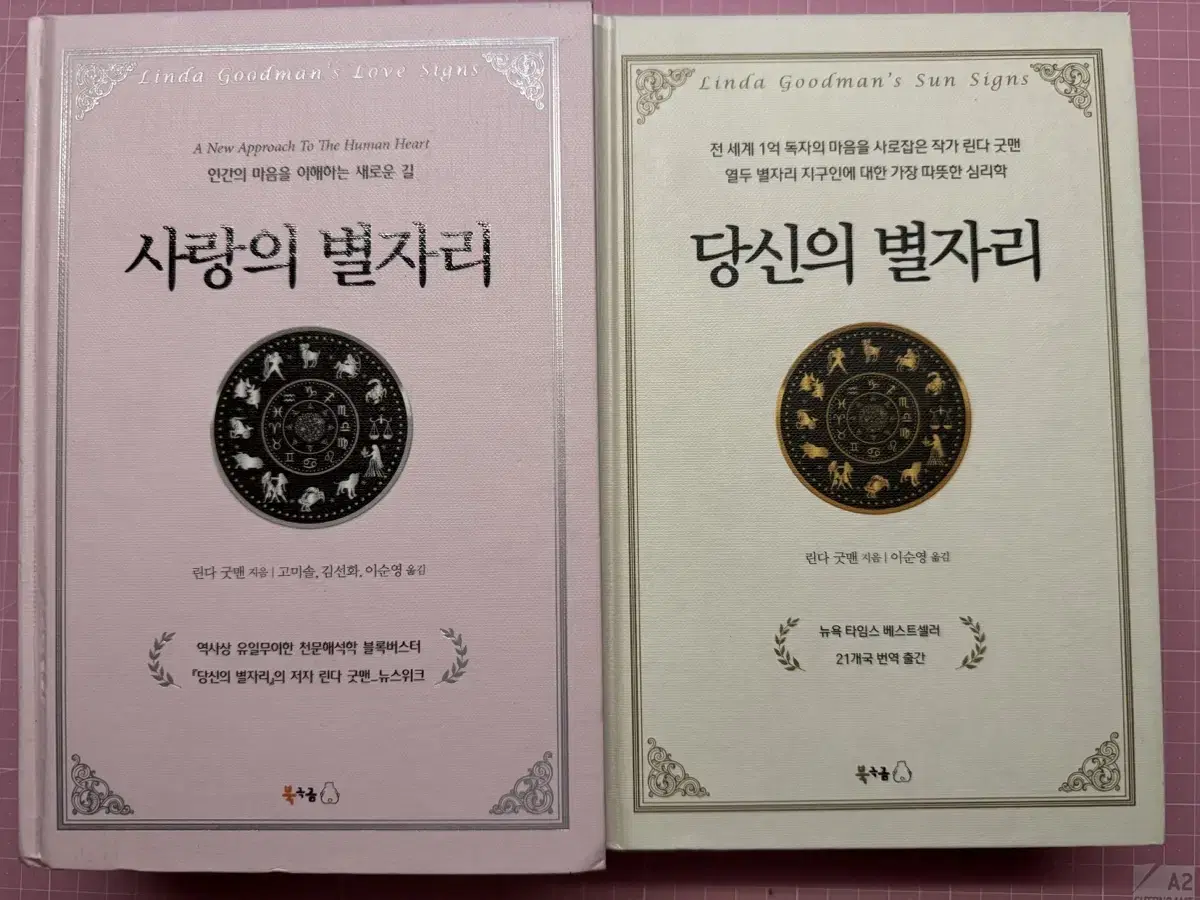 Linda Goodman's Love Signs
A New Approach To The Human Heart
인간의 마음을 이해하는 새로운 길
사랑의 별자리
린다 굿맨 지음 | 고미솔, 김선화, 이순영 옮김
역사상 유일무이한 천문해석학 블록버스터
『당신의 별자리』의 저자 린다 굿맨_뉴스위크
북극곰
Linda Goodman's Sun Signs
전 세계 1억 독자의 마음을 사로잡은 작가 린다 굿맨
열두 별자리 지구인에 대한 가장 따뜻한 심리학
당신의 별자리
린다 굿맨 지음 | 이순영 옮김
뉴욕 타임스 베스트셀러
21개국 번역 출간
북극곰
A2